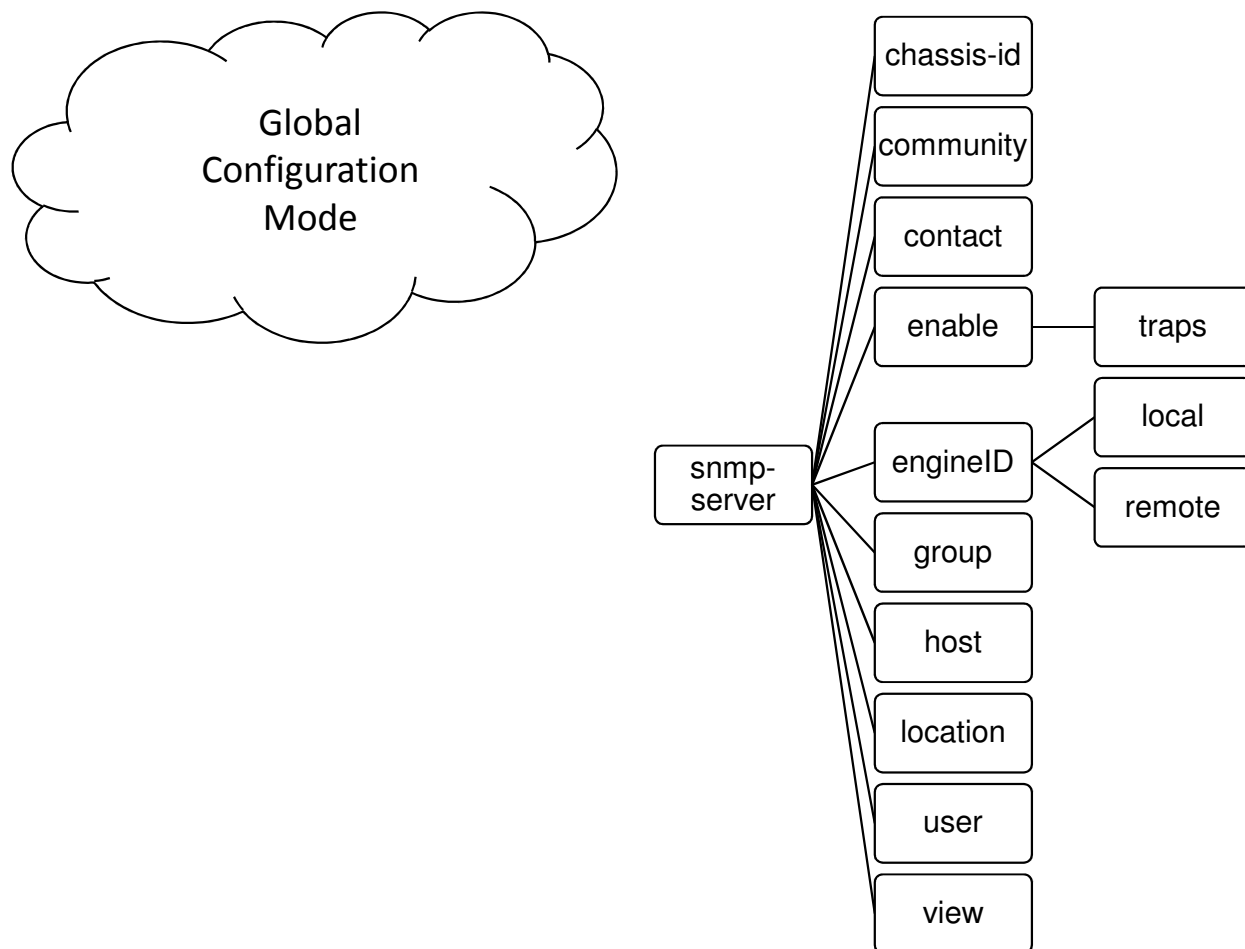 Global
Configuration
Mode
chassis-id
community
contact
enable
traps
local
snmp-
server
engineID
remote
group
host
location
user
view